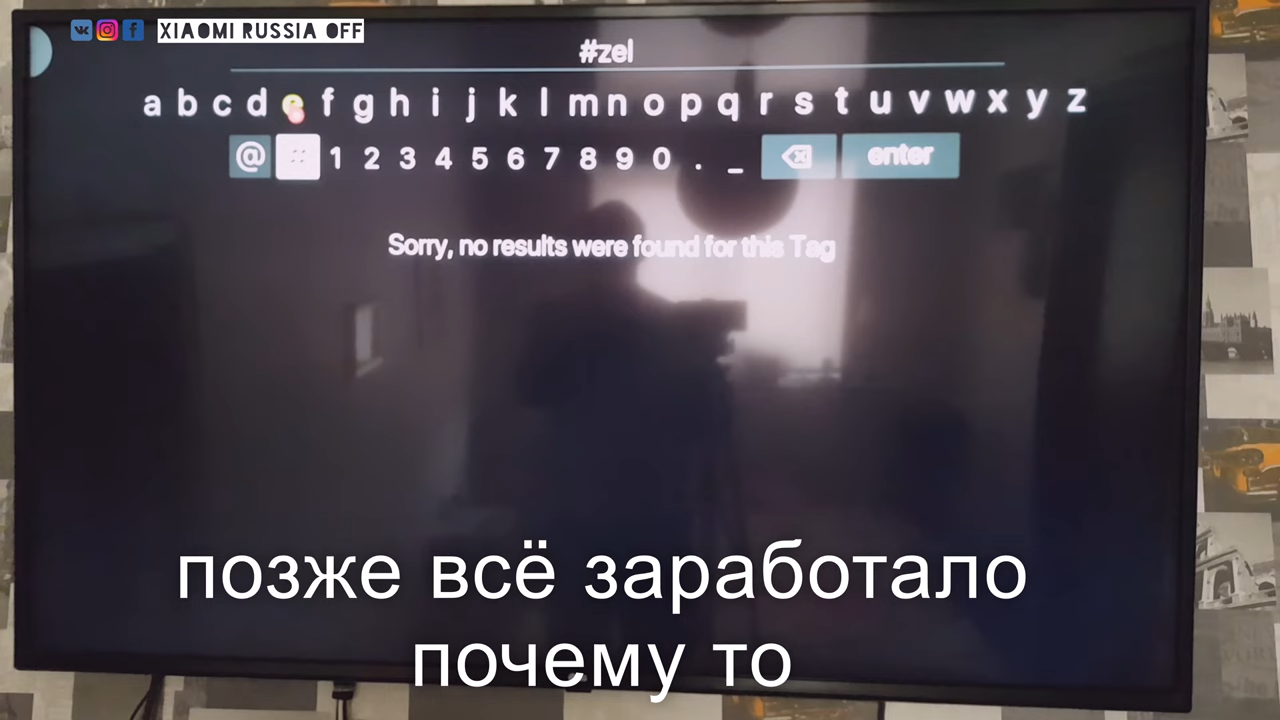 XIAOMI RUSSIA OFF
#zel
a b c d e f g h i j k l m n o p q r s t u v w x y z
@ # 1 2 3 4 5 6 7 8 9 0 . _ enter
Sorry, no results were found for this Tag
позже всё заработало
почему то